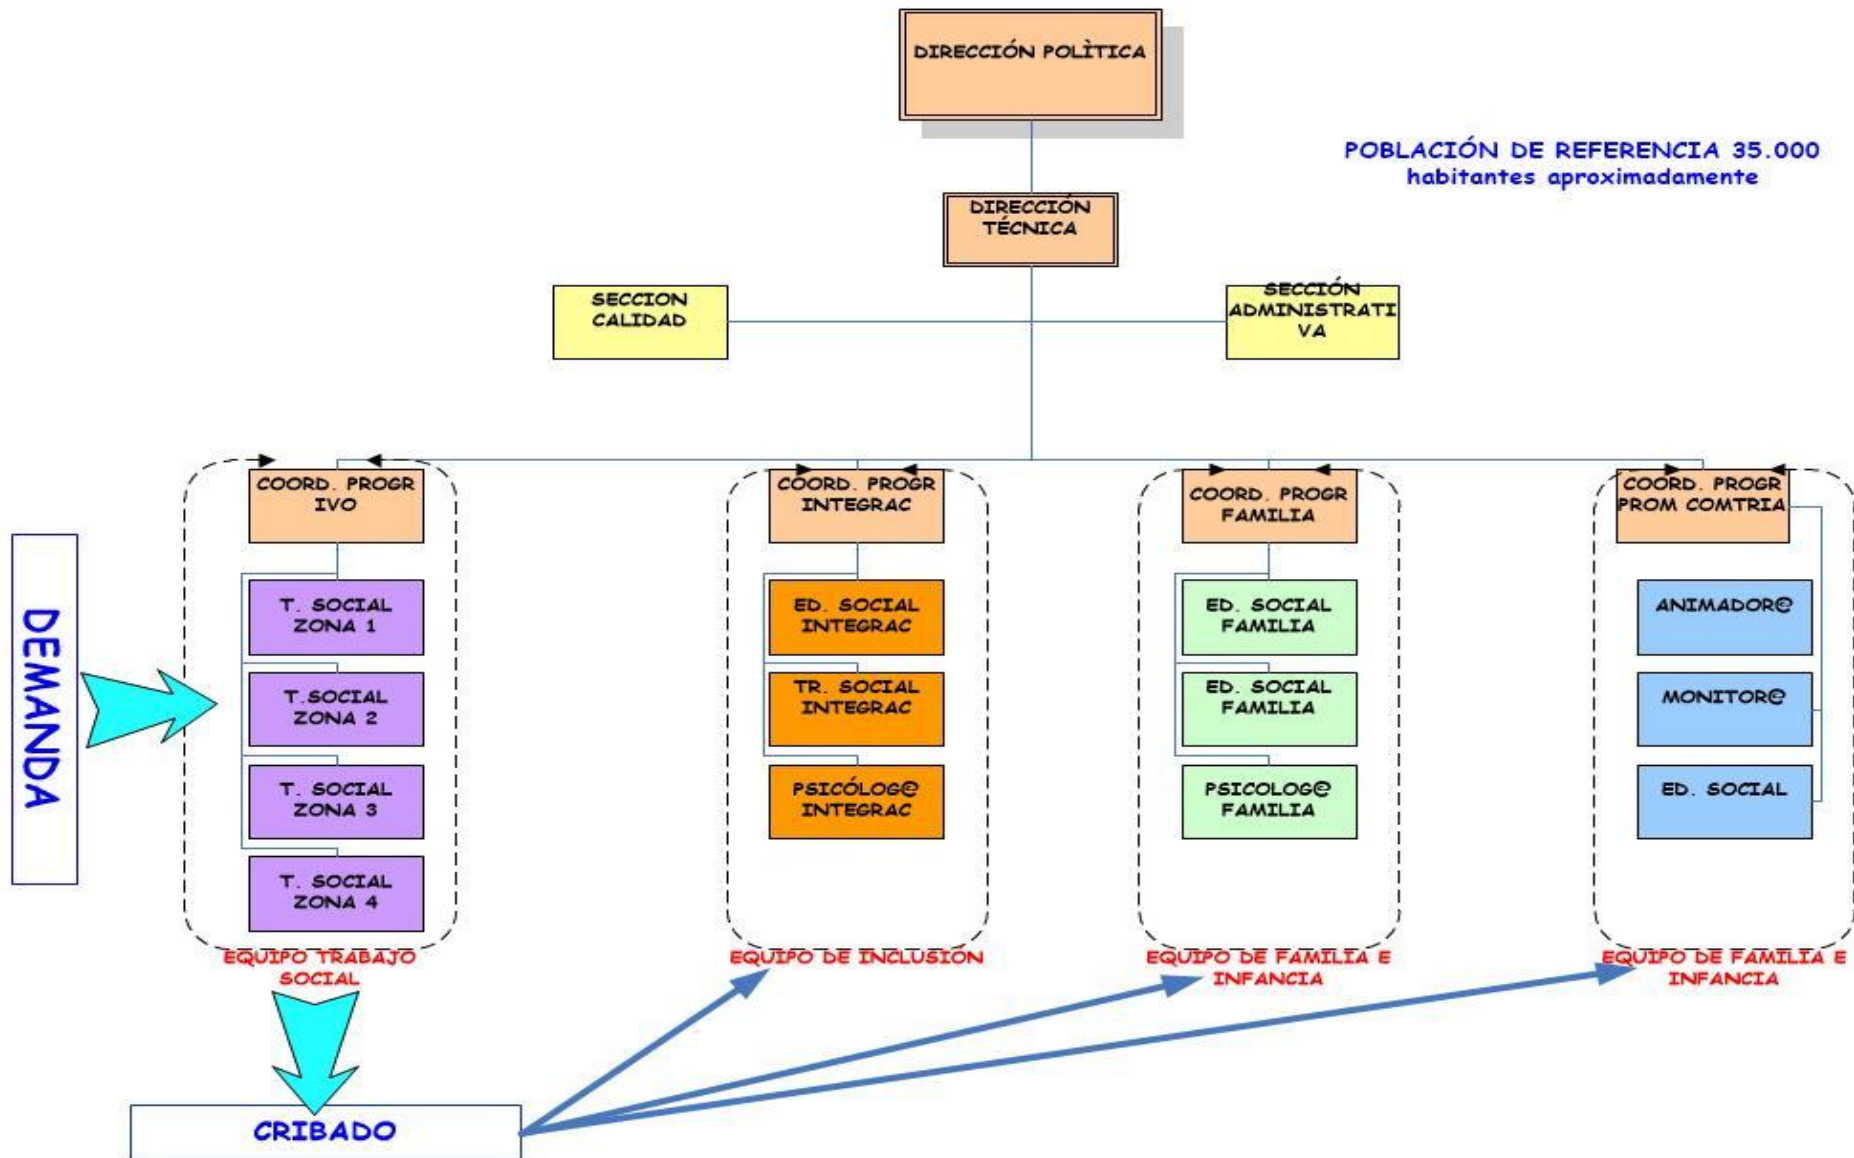 DIRECCIÓN POLÌTICA
POBLACIÓN DE REFERENCIA 35.000
habitantes aproximadamente
DIRECCIÓN
TÉCNICA
SECCION
CALIDAD
SECCIÓN
ADMINISTRATI
VA
COORD. PROGR
IVO
COORD. PROGR
INTEGRAC
COORD. PROGR
FAMILIA
COORD. PROGR
PROM COMTRIA
DEMANDA
T. SOCIAL
ZONA 1
T.SOCIAL
ZONA 2
T. SOCIAL
ZONA 3
T. SOCIAL
ZONA 4
ED. SOCIAL
INTEGRAC
TR. SOCIAL
INTEGRAC
PSICÓLOG@
INTEGRAC
ED. SOCIAL
FAMILIA
ED. SOCIAL
FAMILIA
PSICOLOG@
FAMILIA
ANIMADOR@
MONITOR@
ED. SOCIAL
EQUIPO TRABAJO
SOCIAL
EQUIPO DE INCLUSIÓN
EQUIPO DE FAMILIA E
INFANCIA
EQUIPO DE FAMILIA E
INFANCIA
CRIBADO